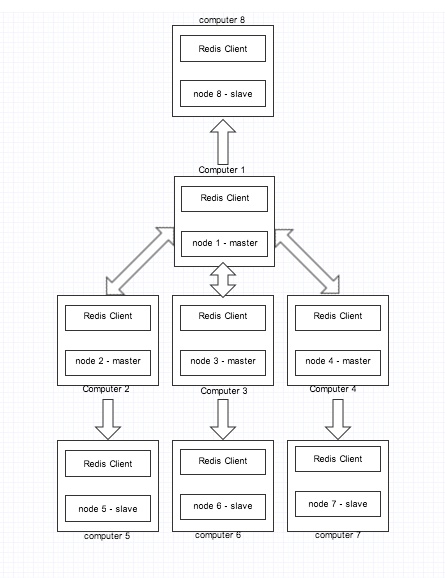 computer 8
Redis Client
node 8 - slave
Computer 1
Redis Client
node 1 - master
Redis Client
Redis Client
Redis Client
node 2 - master
node 3 - master
node 4 - master
Computer 2
Computer 3
Computer 4
Redis Client
Redis Client
Redis Client
node 5 - slave
node 6 - slave
node 7 - slave
computer 5
computer 6
computer 7